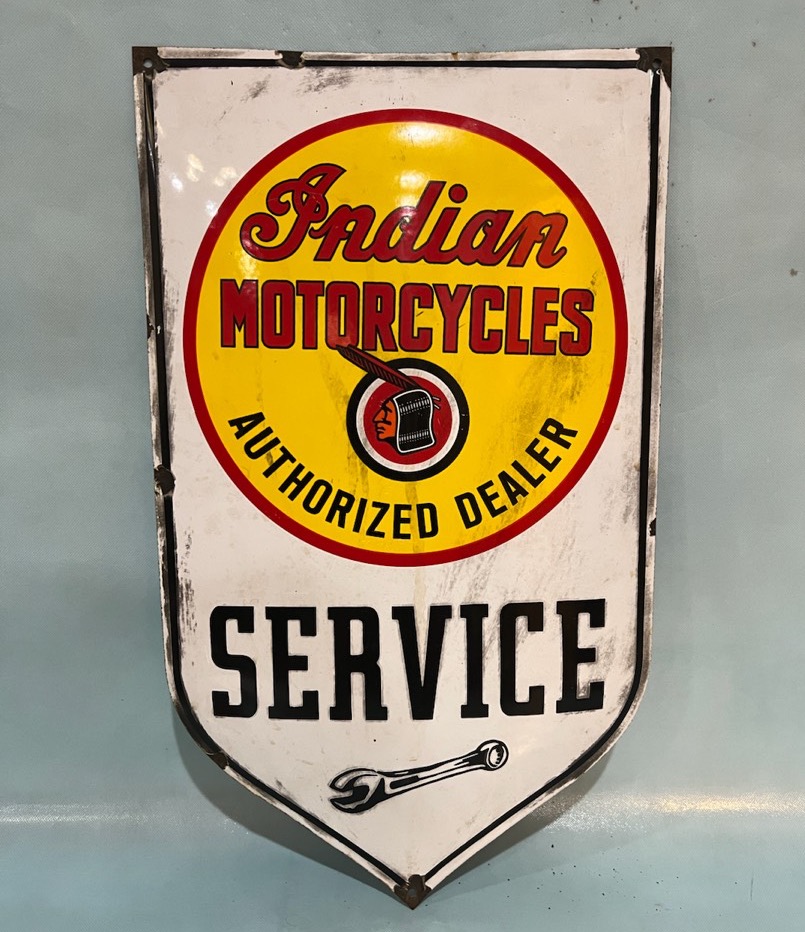 Indian
MOTORCYCLES
AUTHORIZED DEALER
SERVICE